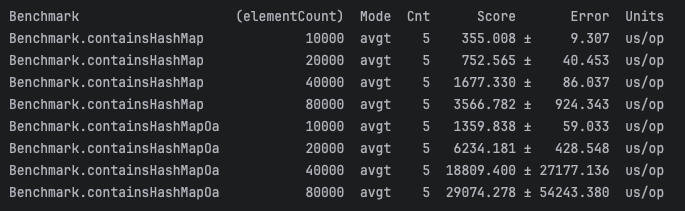 Benchmark (elementCount) Mode Cnt Score Error Units
Benchmark.containsHashMap 10000 avgt 5 355.008 ± 9.307 us/op
Benchmark.containsHashMap 20000 avgt 5 752.565 ± 40.453 us/op
Benchmark.containsHashMap 40000 avgt 5 1677.330 ± 86.037 us/op
Benchmark.containsHashMap 80000 avgt 5 3566.782 ± 924.343 us/op
Benchmark.containsHashMapOa 10000 avgt 5 1359.838 ± 59.033 us/op
Benchmark.containsHashMapOa 20000 avgt 5 6234.181 ± 428.548 us/op
Benchmark.containsHashMapOa 40000 avgt 5 18809.400 ± 27177.136 us/op
Benchmark.containsHashMapOa 80000 avgt 5 29074.278 ± 54243.380 us/op